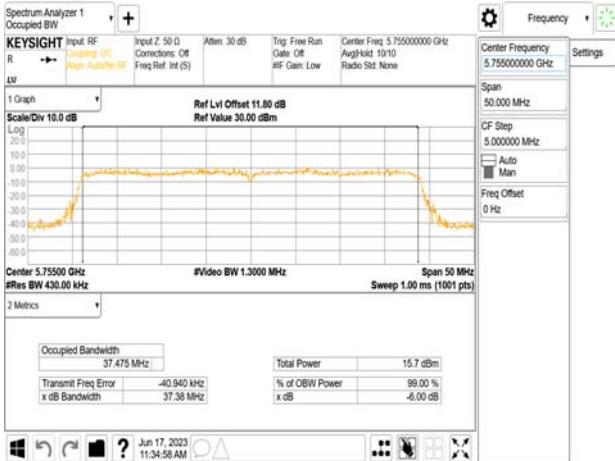 Spectrum Analyzer 1
Occupied BW
+
Frequency
KEYSIGHT
R
Input: RF
Coupling: DC
Align: Auto/No RF
Input Z: 50 Ω
Corrections: Off
Freq Ref: Int (S)
Atten: 30 dB
Trig: Free Run
Gate: Off
#IF Gain: Low
Center Freq: 5.755000000 GHz
Avg|Hold: 10/10
Radio Std: None
Center Frequency
5.755000000 GHz
Settings
Span
50.000 MHz
CF Step
5.000000 MHz
Auto
Man
Freq Offset
0 Hz
1 Graph
Scale/Div 10.0 dB
Ref Lvl Offset 11.80 dB
Ref Value 30.00 dBm
Log
20.0
10.0
0.00
-10.0
-20.0
-30.0
-40.0
-50.0
-60.0
Center 5.75500 GHz
#Res BW 430.00 kHz
#Video BW 1.3000 MHz
Span 50 MHz
Sweep 1.00 ms (1001 pts)
2 Metrics
Occupied Bandwidth
37.475 MHz
Total Power 15.7 dBm
Transmit Freq Error -40.940 kHz
% of OBW Power 99.00 %
x dB Bandwidth 37.38 MHz
x dB -6.00 dB
?
Jun 17, 2023
11:34:58 AM